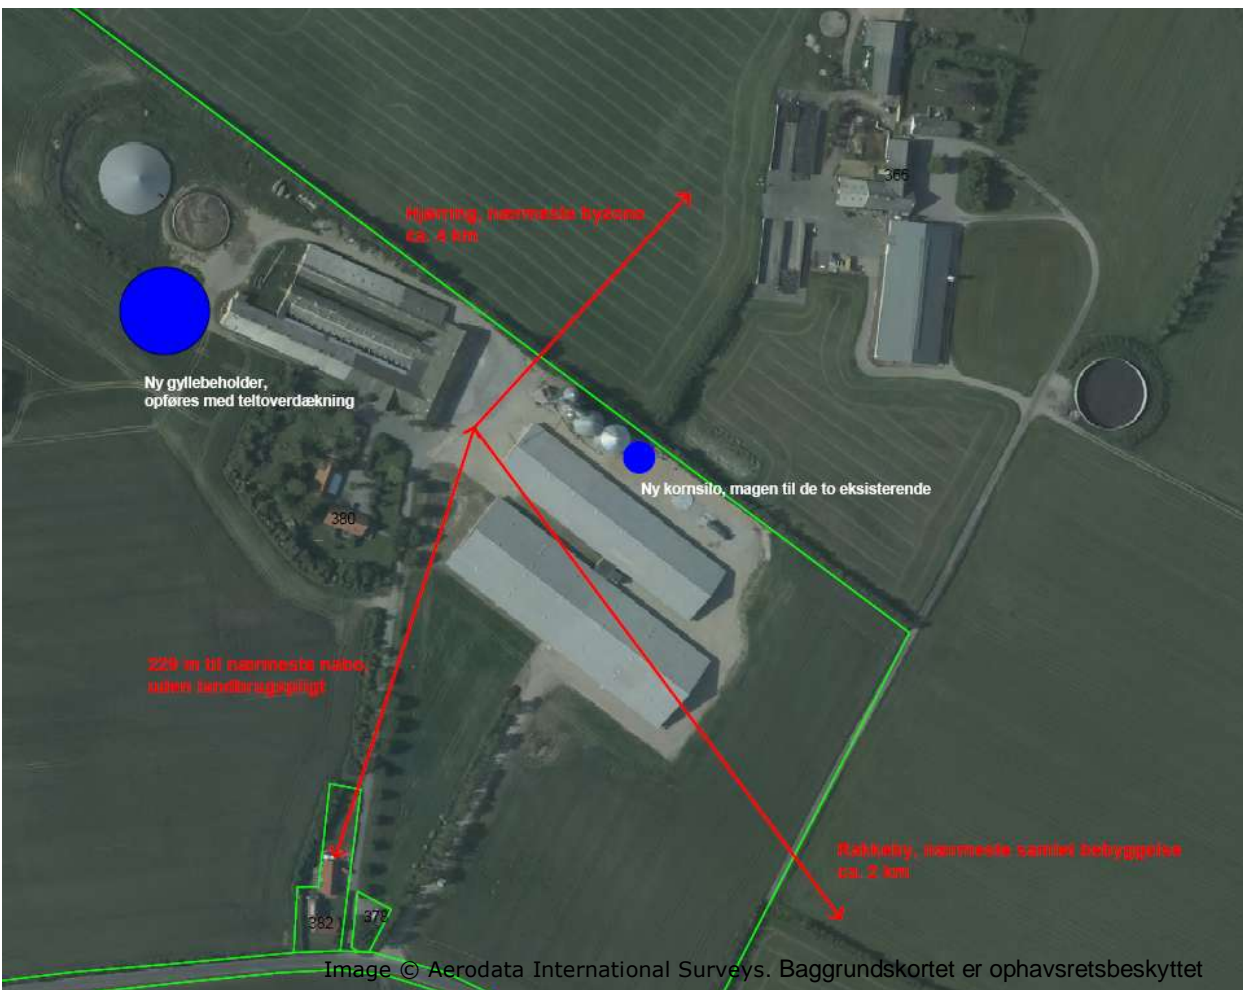 366
Hjørring, nærmeste byzone
ca. 4 km
Ny gyllebeholder,
opføres med teltoverdækning
Ny kornsilo, magen til de to eksisterende
380
229 m til nærmeste nabo,
uden landbrugspligt
Rakkeby, nærmeste samlet bebyggelse
ca. 2 km
382
378
Image © Aerodata International Surveys. Baggrundskortet er ophavsretsbeskyttet